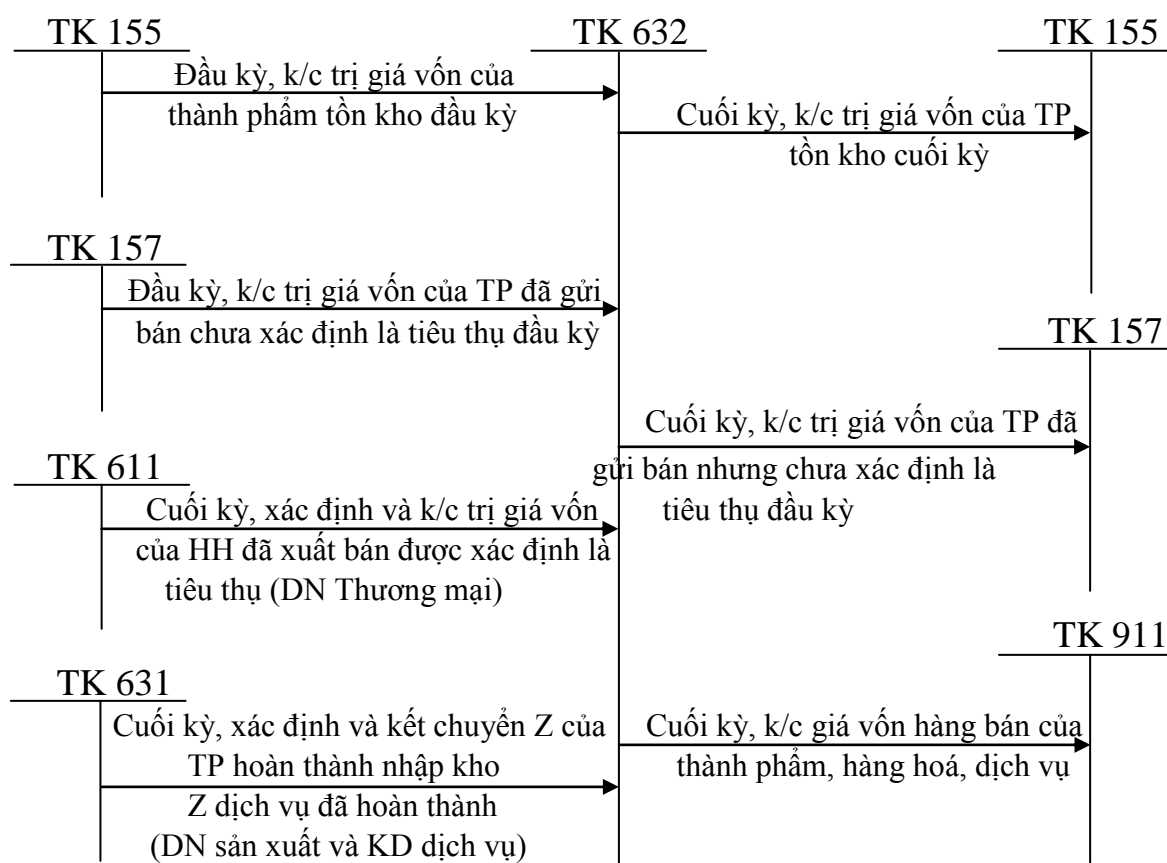 TK 155
TK 632
TK 155
Đầu kỳ, k/c trị giá vốn của
thành phẩm tồn kho đầu kỳ
Cuối kỳ, k/c trị giá vốn của TP
tồn kho cuối kỳ
TK 157
Đầu kỳ, k/c trị giá vốn của TP đã gửi
bán chưa xác định là tiêu thụ đầu kỳ
TK 157
Cuối kỳ, k/c trị giá vốn của TP đã
gửi bán nhưng chưa xác định là
tiêu thụ đầu kỳ
TK 611
Cuối kỳ, xác định và k/c trị giá vốn
của HH đã xuất bán được xác định là
tiêu thụ (DN Thương mại)
TK 911
TK 631
Cuối kỳ, xác định và kết chuyển Z của
TP hoàn thành nhập kho
Z dịch vụ đã hoàn thành
(DN sản xuất và KD dịch vụ)
Cuối kỳ, k/c giá vốn hàng bán của
thành phẩm, hàng hoá, dịch vụ